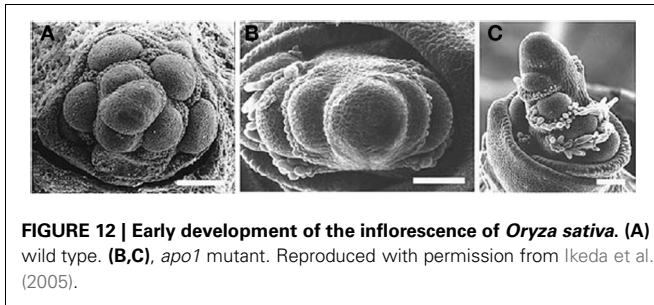 A B C
FIGURE 12 | Early development of the inflorescence of Oryza sativa. (A)
wild type. (B,C), apo1 mutant. Reproduced with permission from Ikeda et al.
(2005).